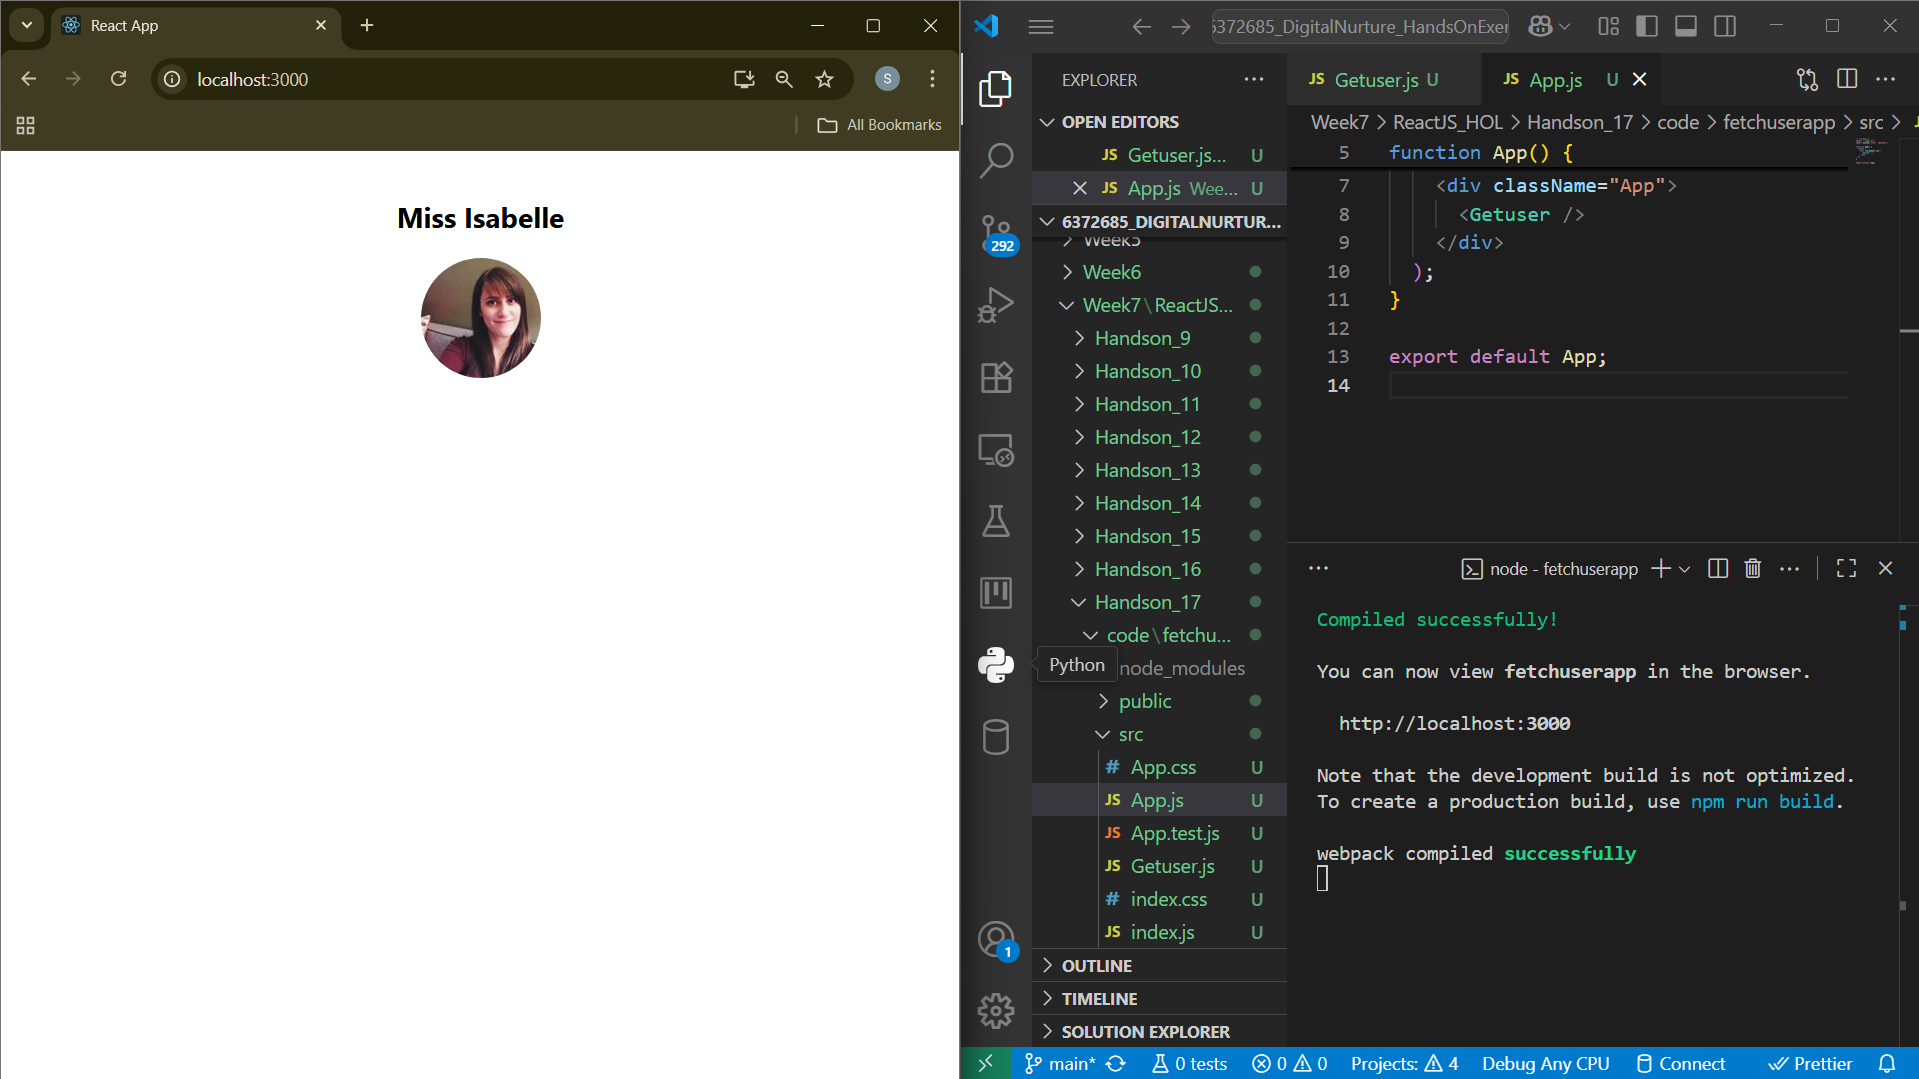 React App
localhost:3000
S
All Bookmarks
Miss Isabelle
6372685_DigitalNurture_HandsOnExer
EXPLORER
OPEN EDITORS
JS Getuser.js... U
JS App.js Wee... U
6372685_DIGITALNURTUR...
Week5
Week6
Week7\ReactJS...
Handson_9
Handson_10
Handson_11
Handson_12
Handson_13
Handson_14
Handson_15
Handson_16
Handson_17
code\fetchu...
node_modules
public
src
# App.css U
JS App.js U
JS App.test.js U
JS Getuser.js U
# index.css U
JS index.js U
OUTLINE
TIMELINE
SOLUTION EXPLORER
292
Python
1
JS Getuser.js U
JS App.js U
Week7 > ReactJS_HOL > Handson_17 > code > fetchuserapp > src >
5 function App() {
7 <div className="App">
8 <Getuser />
9 </div>
10 );
11 }
12
13 export default App;
14
node - fetchuserapp
Compiled successfully!
You can now view fetchuserapp in the browser.
http://localhost:3000
Note that the development build is not optimized.
To create a production build, use npm run build.
webpack compiled successfully
main* 0 tests 0 0 Projects: 4 Debug Any CPU Connect Prettier